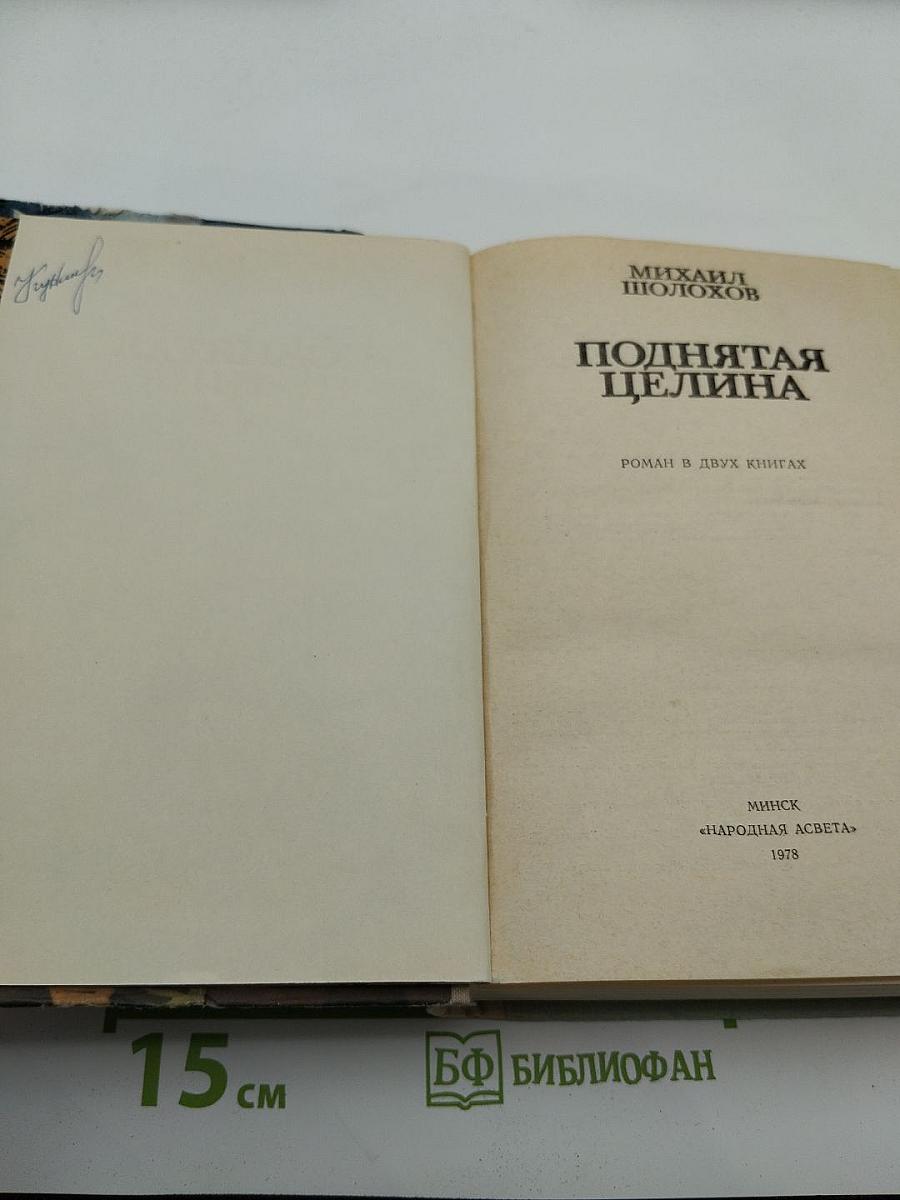 МИХАИЛ
ШОЛОХОВ
ПОДНЯТАЯ
ЦЕЛИНА
РОМАН В ДВУХ КНИГАХ
МИНСК
«НАРОДНАЯ АСВЕТА»
1978
15 см
БФ БИБЛИОФАН